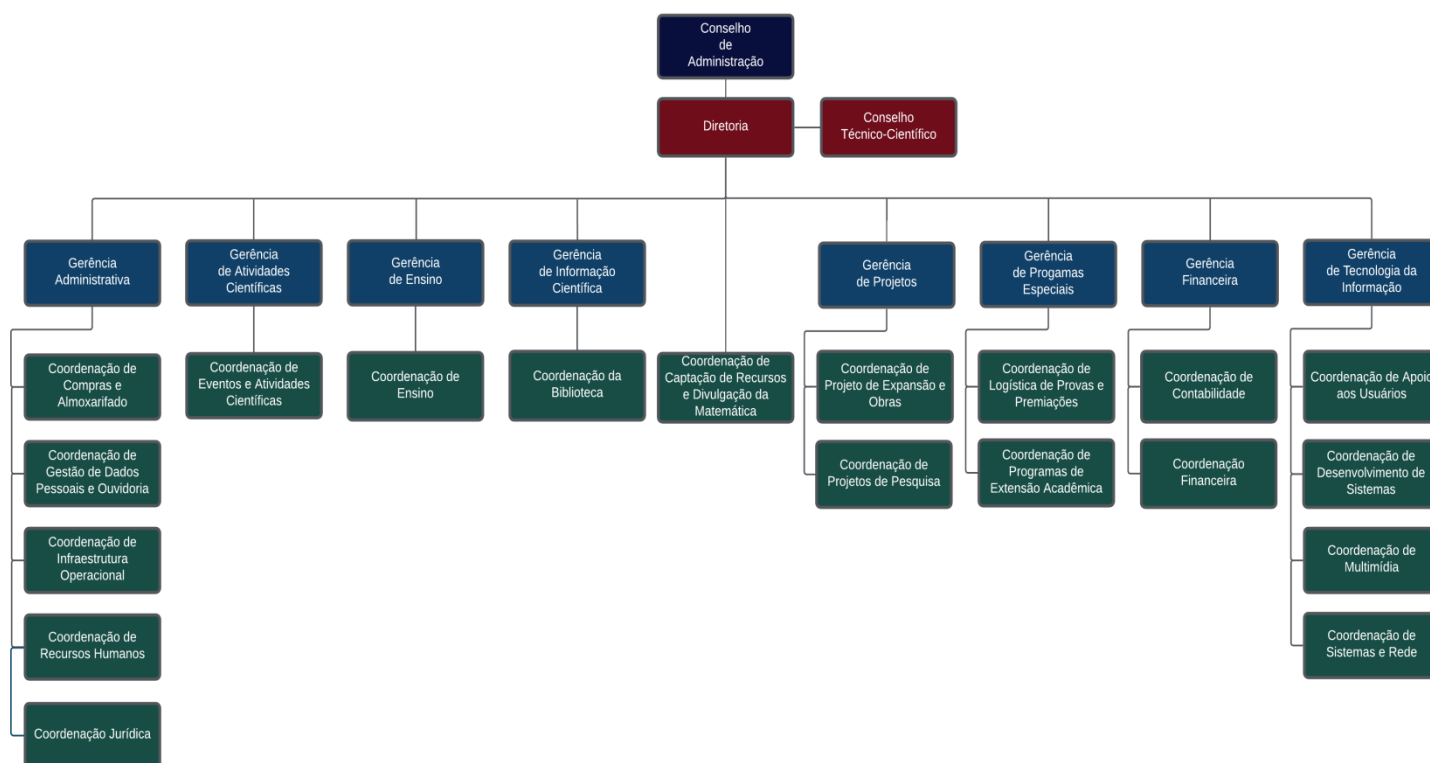 Conselho
de
Administração
Diretoria
Conselho
Técnico-Científico
Gerência
Administrativa
Gerência
de Atividades
Científicas
Gerência
de Ensino
Gerência
de Informação
Científica
Gerência
de Projetos
Gerência
de Progamas
Especiais
Gerência
Financeira
Gerência
de Tecnologia da
Informação
Coordenação de
Compras e
Almoxarifado
Coordenação de
Eventos e Atividades
Científicas
Coordenação de
Ensino
Coordenação da
Biblioteca
Coordenação de
Captação de Recursos
e Divulgação da
Matemática
Coordenação de
Projeto de Expansão e
Obras
Coordenação de
Logística de Provas e
Premiações
Coordenação de
Contabilidade
Coordenação de Apoio
aos Usuários
Coordenação de
Gestão de Dados
Pessoais e Ouvidoria
Coordenação de
Projetos de Pesquisa
Coordenação de
Programas de
Extensão Acadêmica
Coordenação
Financeira
Coordenação de
Desenvolvimento de
Sistemas
Coordenação de
Infraestrutura
Operacional
Coordenação de
Multimídia
Coordenação de
Recursos Humanos
Coordenação de
Sistemas e Rede
Coordenação Jurídica